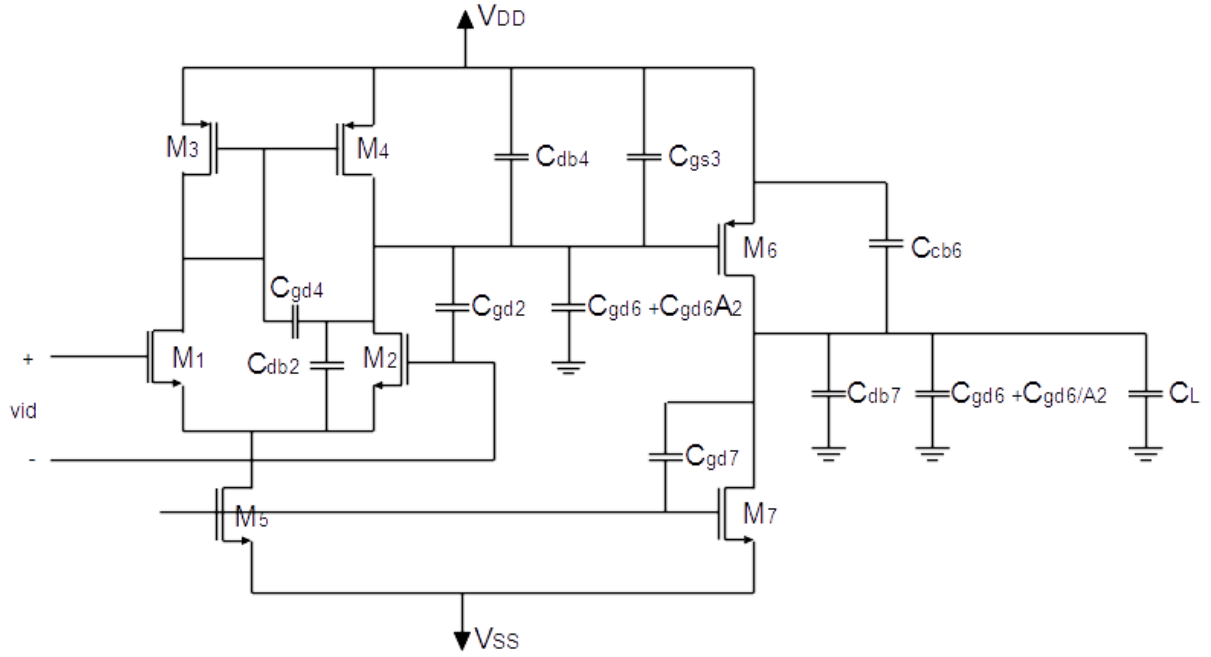 VDD
M3
M4
Cdb4
Cgs3
M6
Ccb6
Cgd4
Cgd2
Cgd6 +Cgd6A2
+
M1
Cdb2
M2
vid
Cdb7
Cgd6 +Cgd6/A2
CL
-
Cgd7
M5
M7
VSS